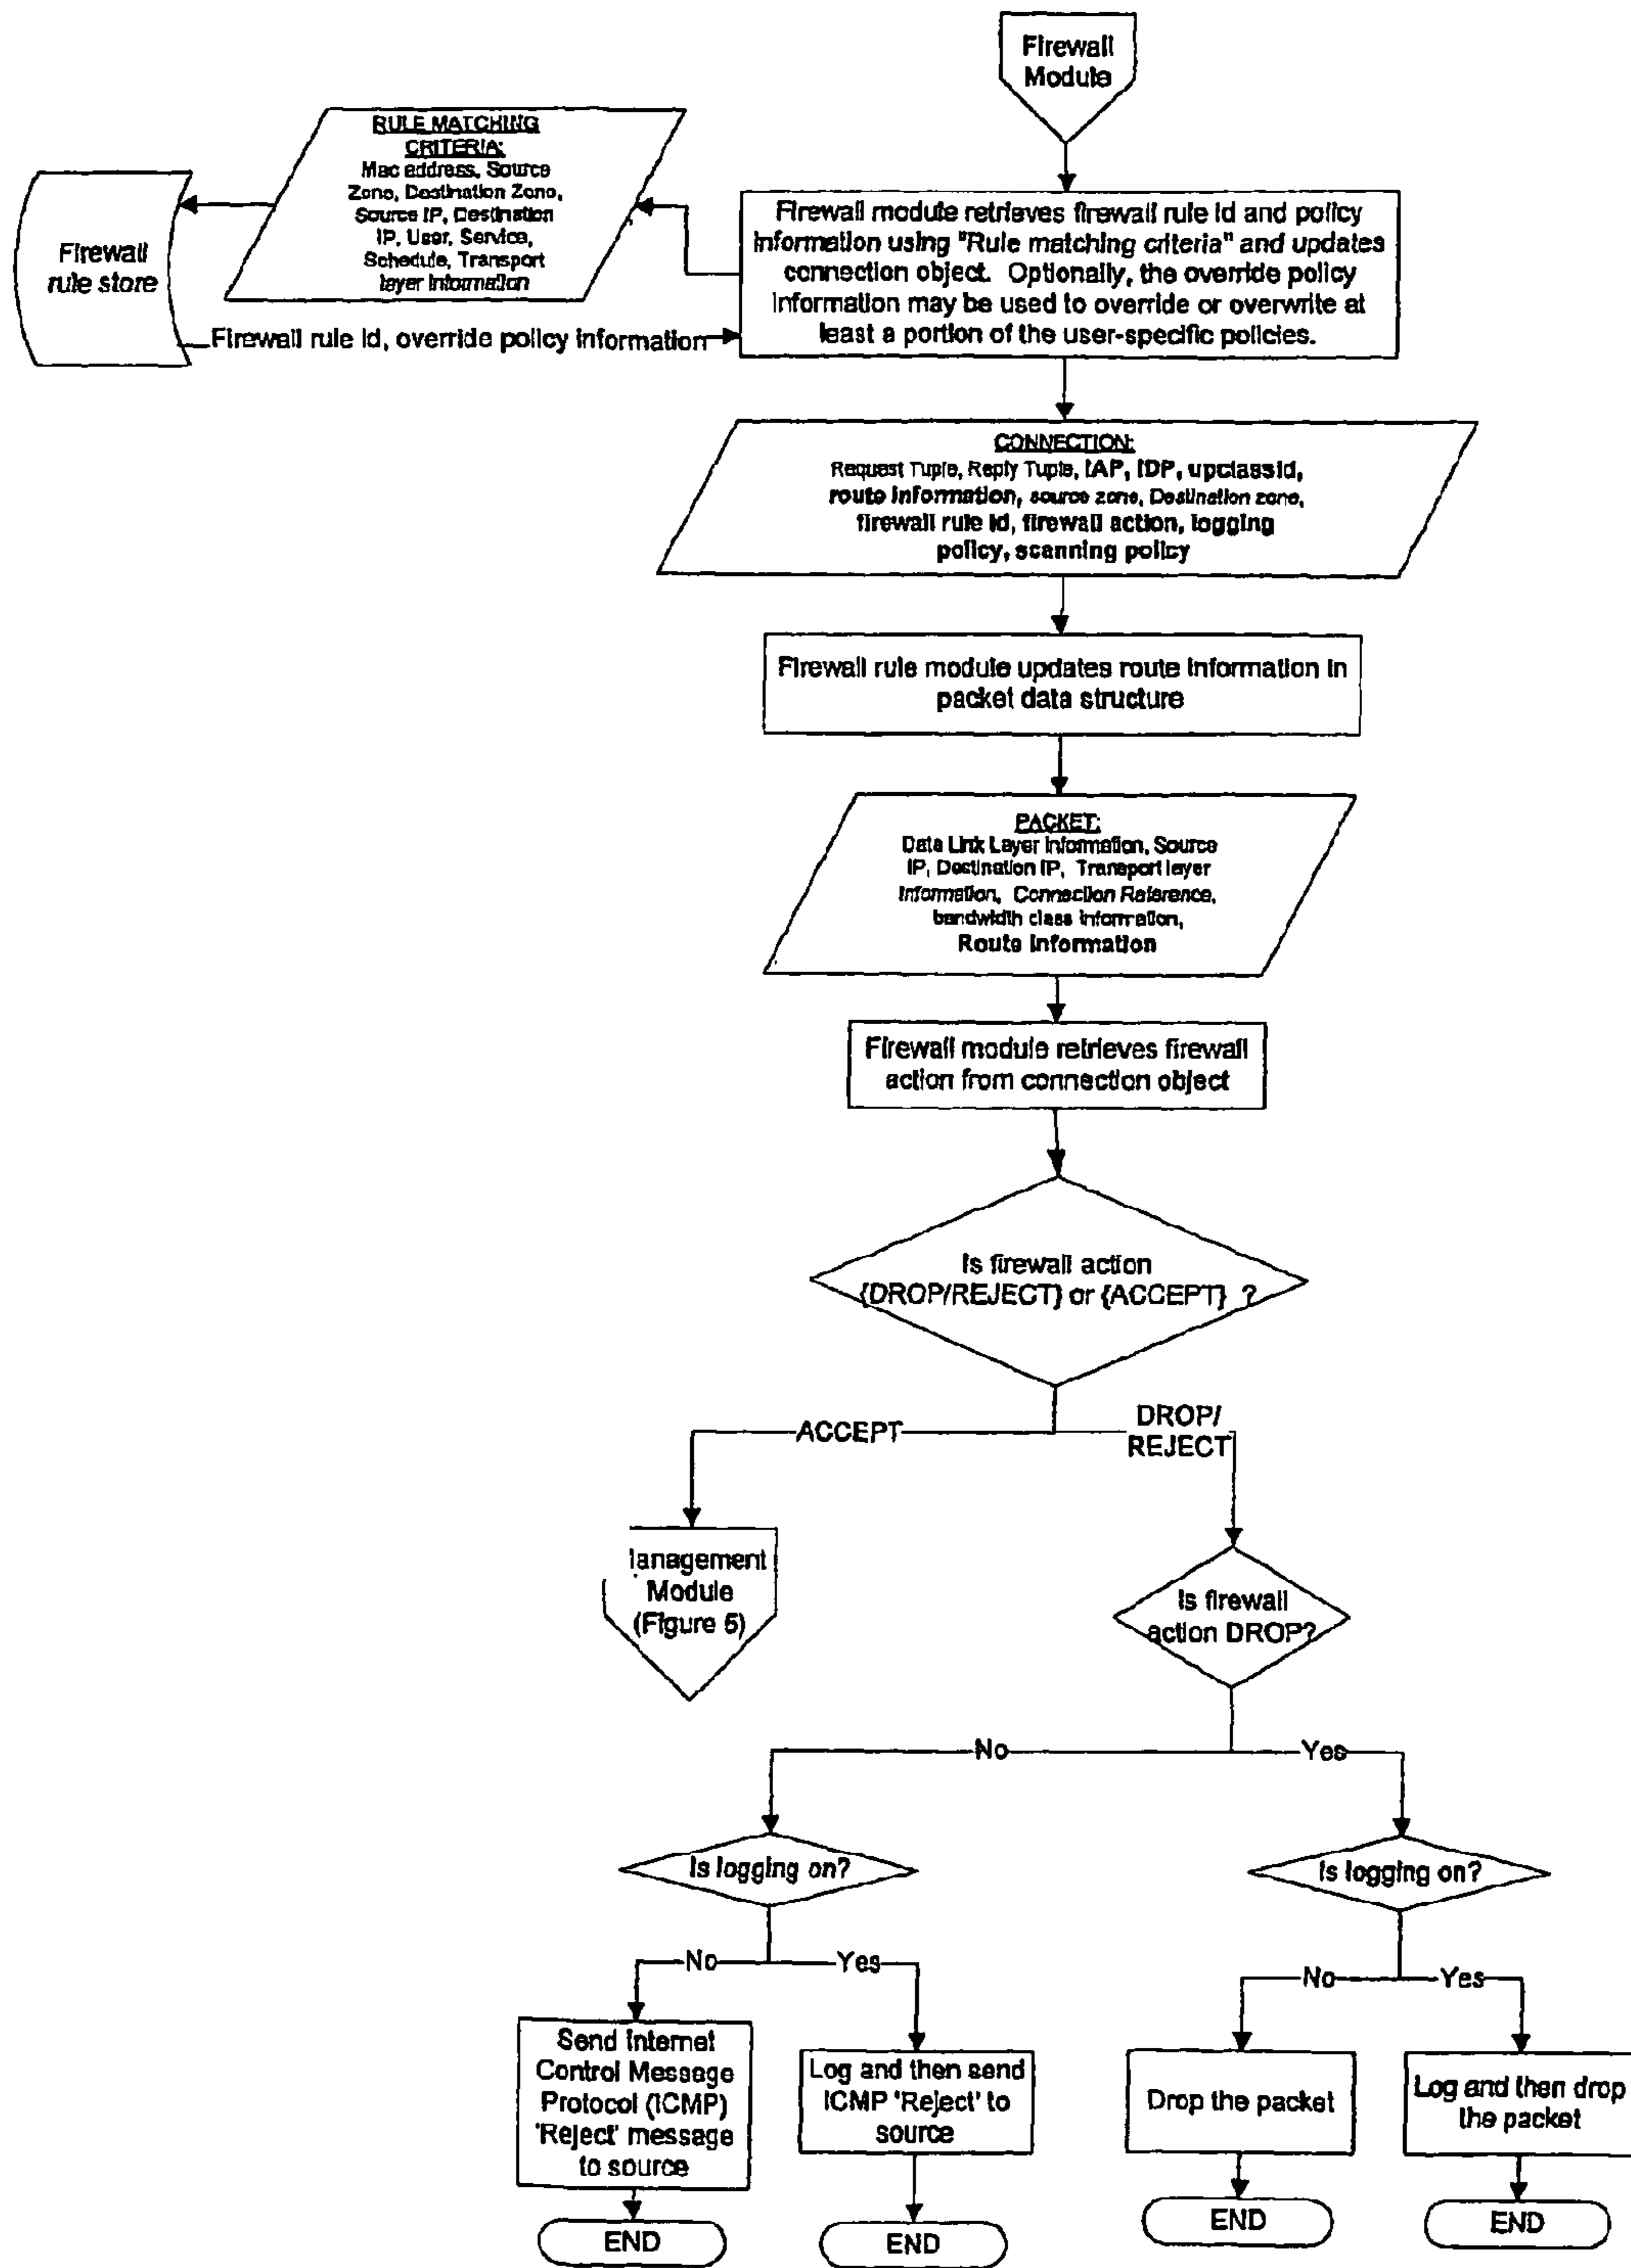 Firewall
Module
RULE MATCHING
CRITERIA:
Mac address, Source
Zone, Destination Zone,
Source IP, Destination
IP, User, Service,
Schedule, Transport
layer Information
Firewall
rule store
Firewall module retrieves firewall rule id and policy
information using "Rule matching criteria" and updates
connection object. Optionally, the override policy
information may be used to override or overwrite at
least a portion of the user-specific policies.
Firewall rule id, override policy information
CONNECTION:
Request Tuple, Reply Tuple, IAP, IDP, upclassid,
route information, source zone, Destination zone,
firewall rule id, firewall action, logging
policy, scanning policy
Firewall rule module updates route information in
packet data structure
PACKET:
Data Link Layer Information, Source
IP, Destination IP, Transport layer
Information, Connection Reference,
bandwidth class information,
Route Information
Firewall module retrieves firewall
action from connection object
Is firewall action
{DROP/REJECT} or {ACCEPT} ?
ACCEPT
DROP/
REJECT
anagement
Module
(Figure 5)
Is firewall
action DROP?
No
Yes
Is logging on?
Is logging on?
No
Yes
No
Yes
Send Internet
Control Message
Protocol (ICMP)
'Reject' message
to source
Log and then send
ICMP 'Reject' to
source
Drop the packet
Log and then drop
the packet
END
END
END
END